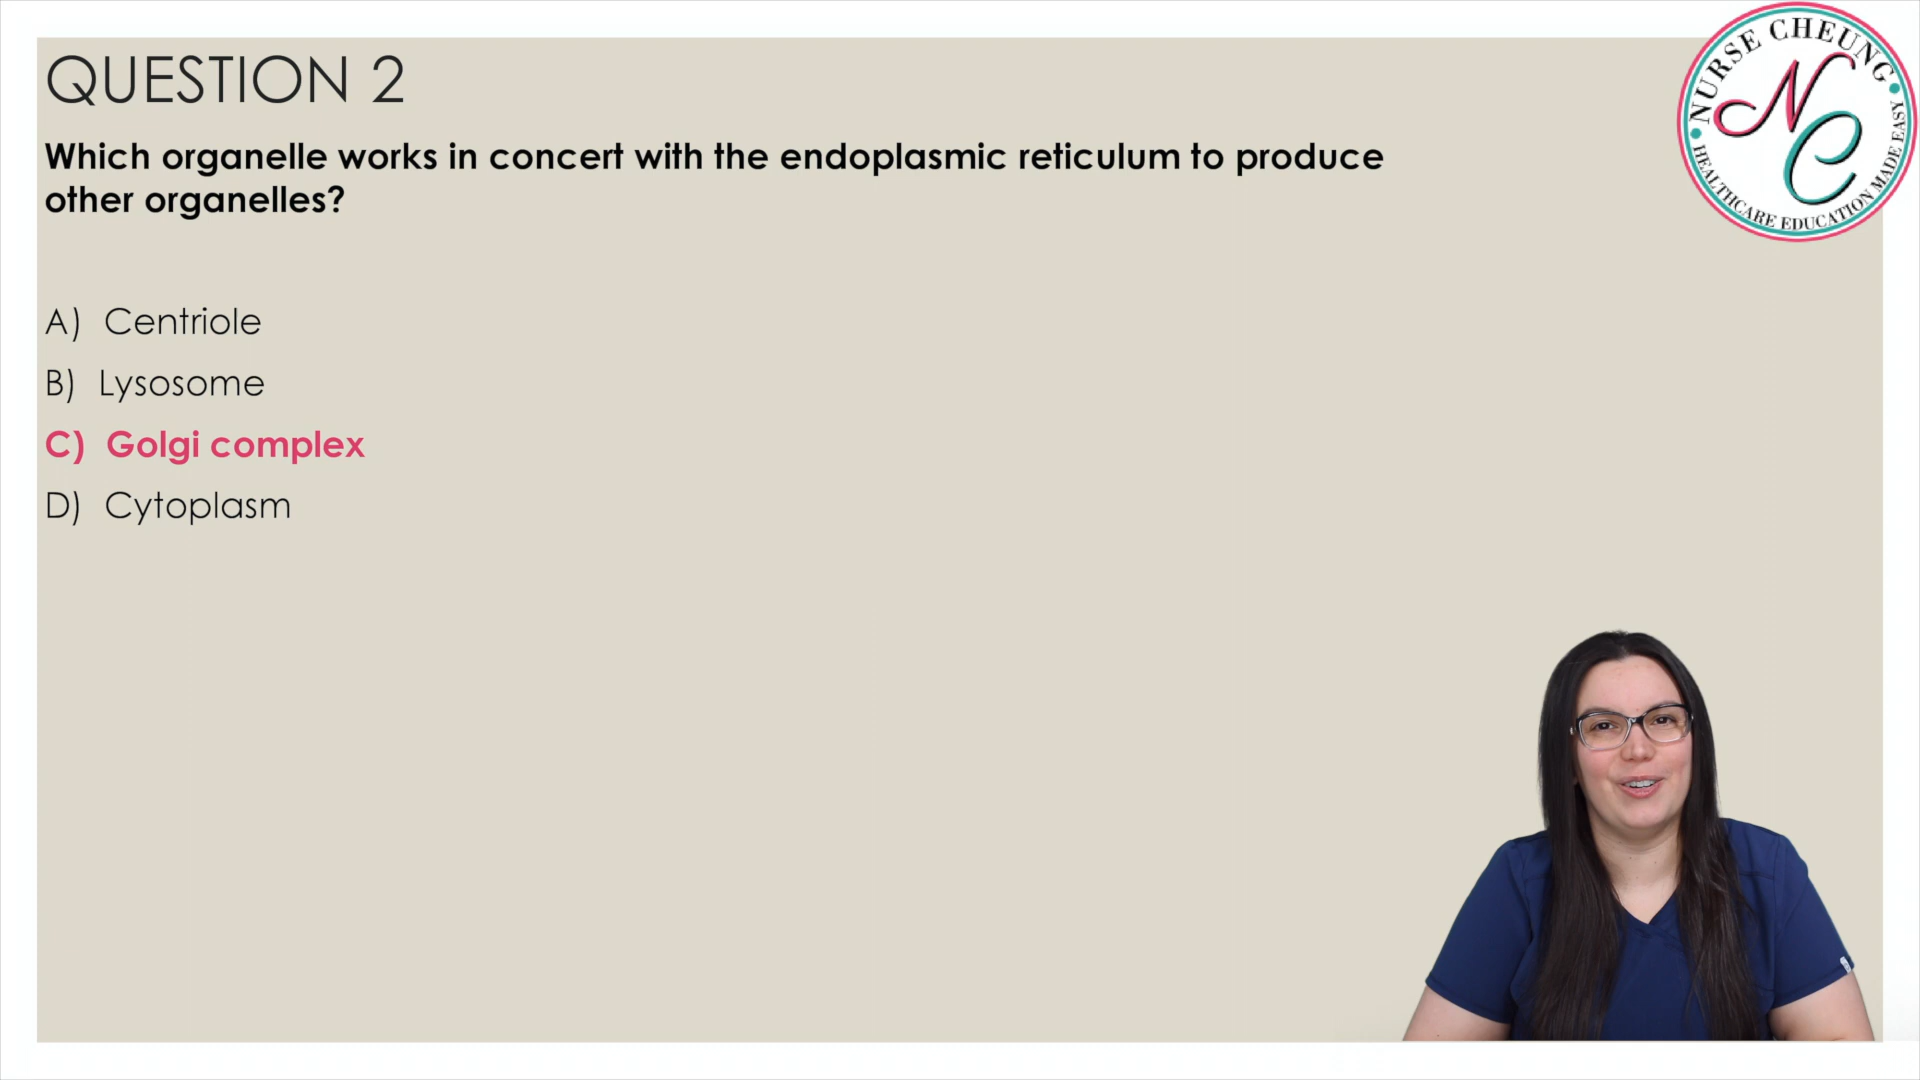 QUESTION 2
Which organelle works in concert with the endoplasmic reticulum to produce
other organelles?
A) Centriole
B) Lysosome
C) Golgi complex
D) Cytoplasm
NURSE CHEUNG
NC
HEALTHCARE EDUCATION MADE EASY